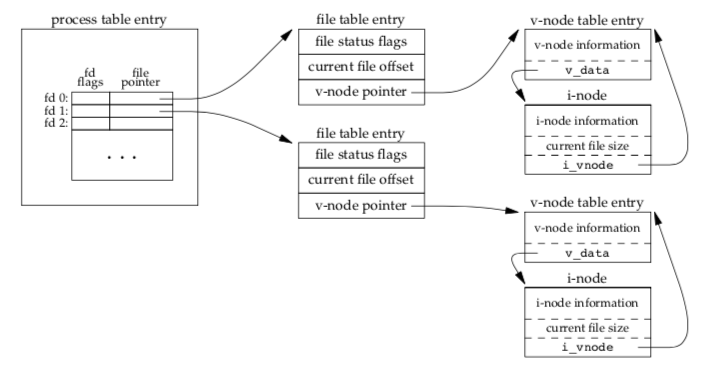 process table entry
fd
flags
file
pointer
fd 0:
fd 1:
fd 2:
. . .
file table entry
file status flags
current file offset
v-node pointer
file table entry
file status flags
current file offset
v-node pointer
v-node table entry
v-node information
v_data
i-node
i-node information
current file size
i_vnode
v-node table entry
v-node information
v_data
i-node
i-node information
current file size
i_vnode